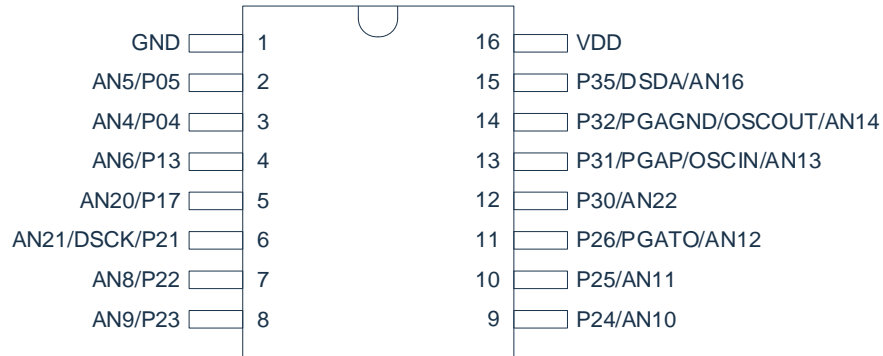 GND 1 16 VDD
AN5/P05 2 15 P35/DSDA/AN16
AN4/P04 3 14 P32/PGAGND/OSCOUT/AN14
AN6/P13 4 13 P31/PGAP/OSCIN/AN13
AN20/P17 5 12 P30/AN22
AN21/DSCK/P21 6 11 P26/PGATO/AN12
AN8/P22 7 10 P25/AN11
AN9/P23 8 9 P24/AN10